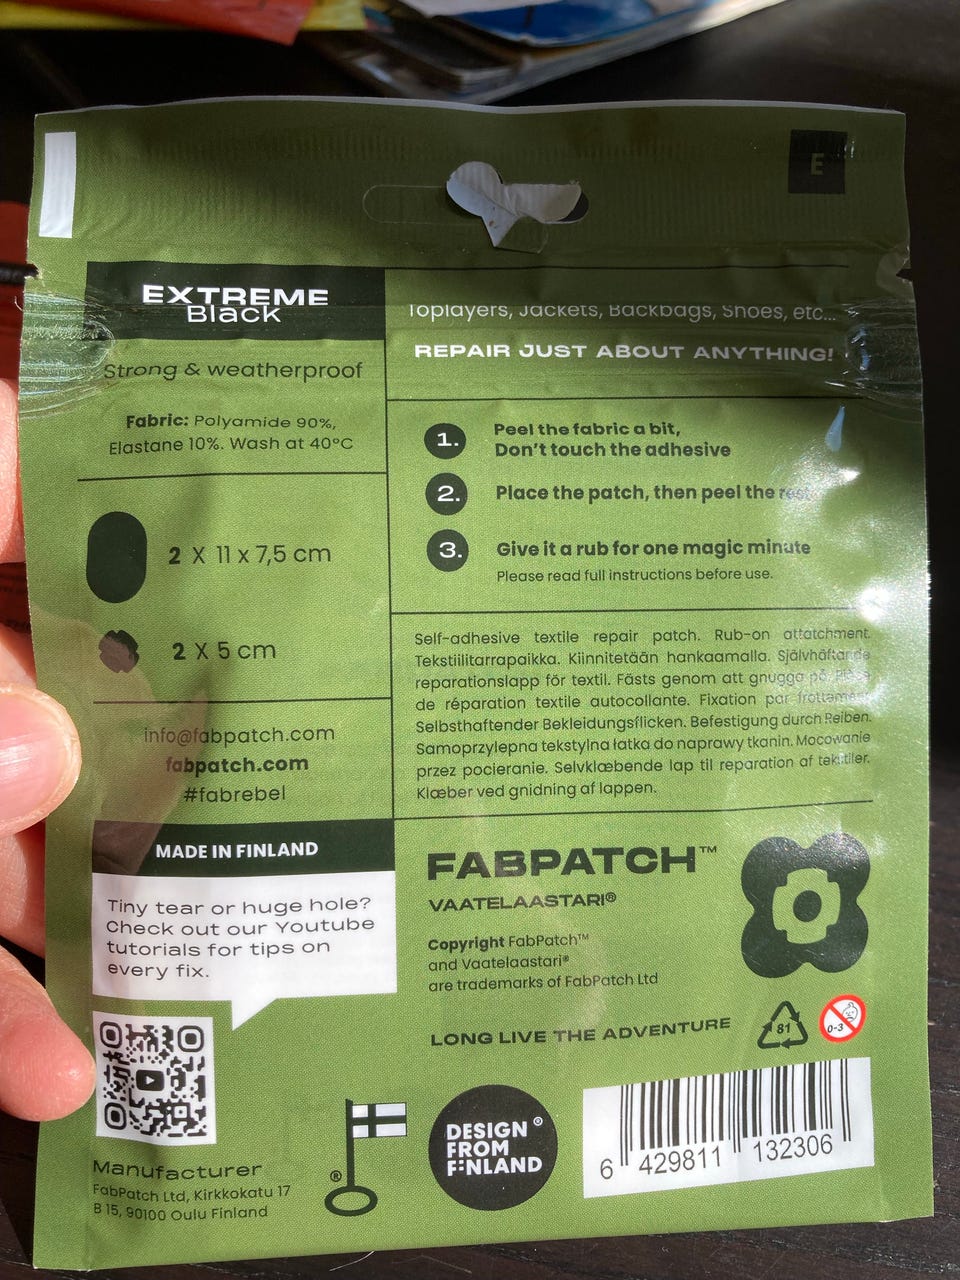 E
EXTREME
Black
Strong & weatherproof
Fabric: Polyamide 90%,
Elastane 10%. Wash at 40°C
2 X 11 x 7,5 cm
2 X 5 cm
info@fabpatch.com
fabpatch.com
#fabrebel
MADE IN FINLAND
Tiny tear or huge hole?
Check out our Youtube
tutorials for tips on
every fix.
Manufacturer
FabPatch Ltd, Kirkkokatu 17
B 15, 90100 Oulu Finland
Toplayers, Jackets, Backbags, Shoes, etc...
REPAIR JUST ABOUT ANYTHING!
1. Peel the fabric a bit,
Don't touch the adhesive
2. Place the patch, then peel the rest
3. Give it a rub for one magic minute
Please read full instructions before use.
Self-adhesive textile repair patch. Rub-on attatchment.
Tekstiilitarrapaikka. Kiinnitetään hankaamalla. Självhäftande
reparationslapp för textil. Fästs genom att gnugga på. Pièce
de réparation textile autocollante. Fixation par frottement.
Selbsthaftender Bekleidungsflicken. Befestigung durch Reiben.
Samoprzylepna tekstylna łatka do naprawy tkanin. Mocowanie
przez pocieranie. Selvklæbende lap til reparation af tekstiler.
Klæber ved gnidning af lappen.
FABPATCH™
VAATELAASTARI®
Copyright FabPatch™
and Vaatelaastari®
are trademarks of FabPatch Ltd
LONG LIVE THE ADVENTURE
81
0-3
®
DESIGN ®
FROM
FINLAND
6 429811 132306